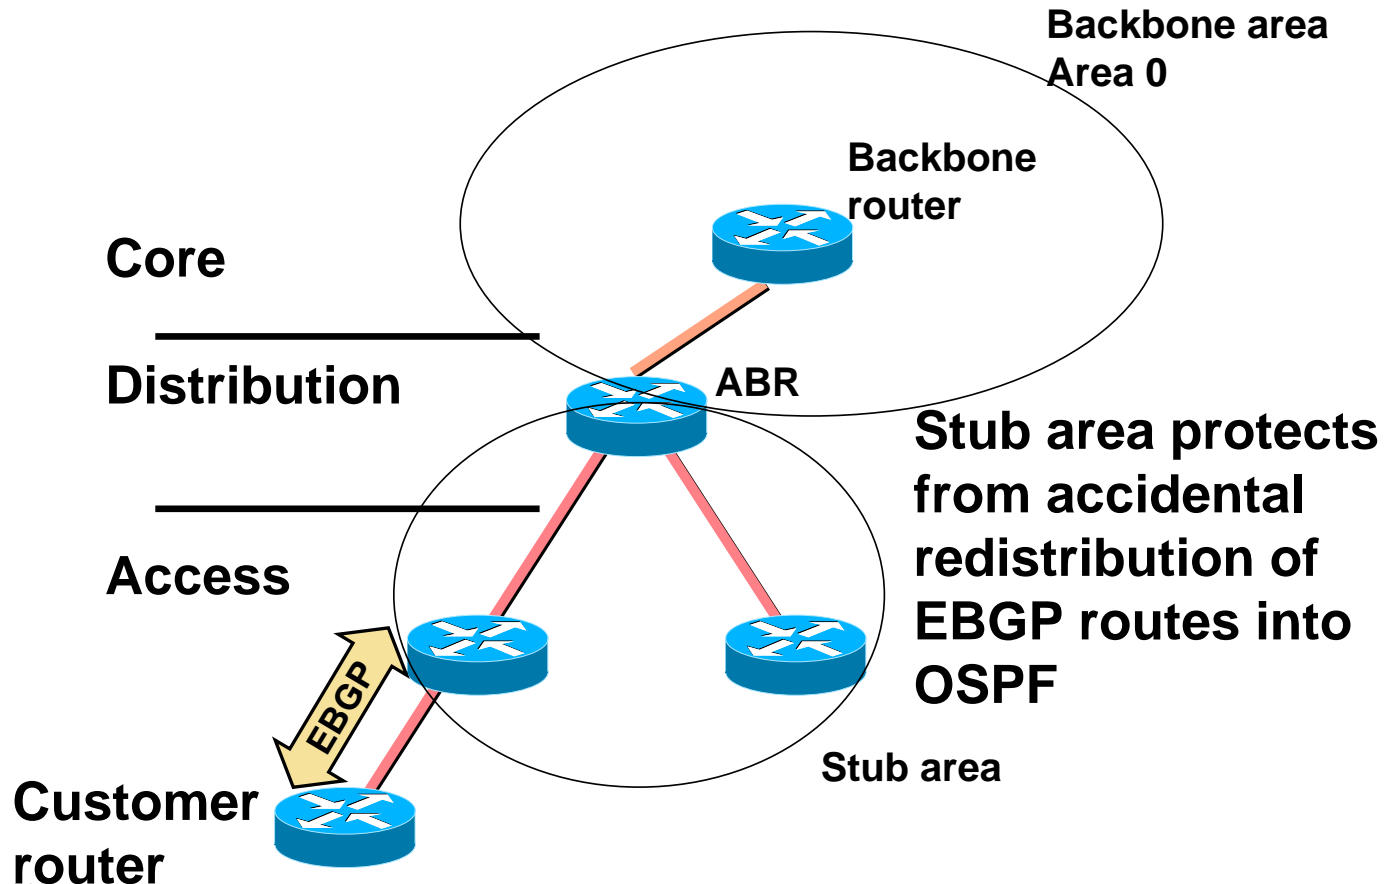 Backbone area
Area 0
Backbone
router
Core
Distribution
ABR
Stub area protects
from accidental
redistribution of
EBGP routes into
OSPF
Access
EBGP
Stub area
Customer
router